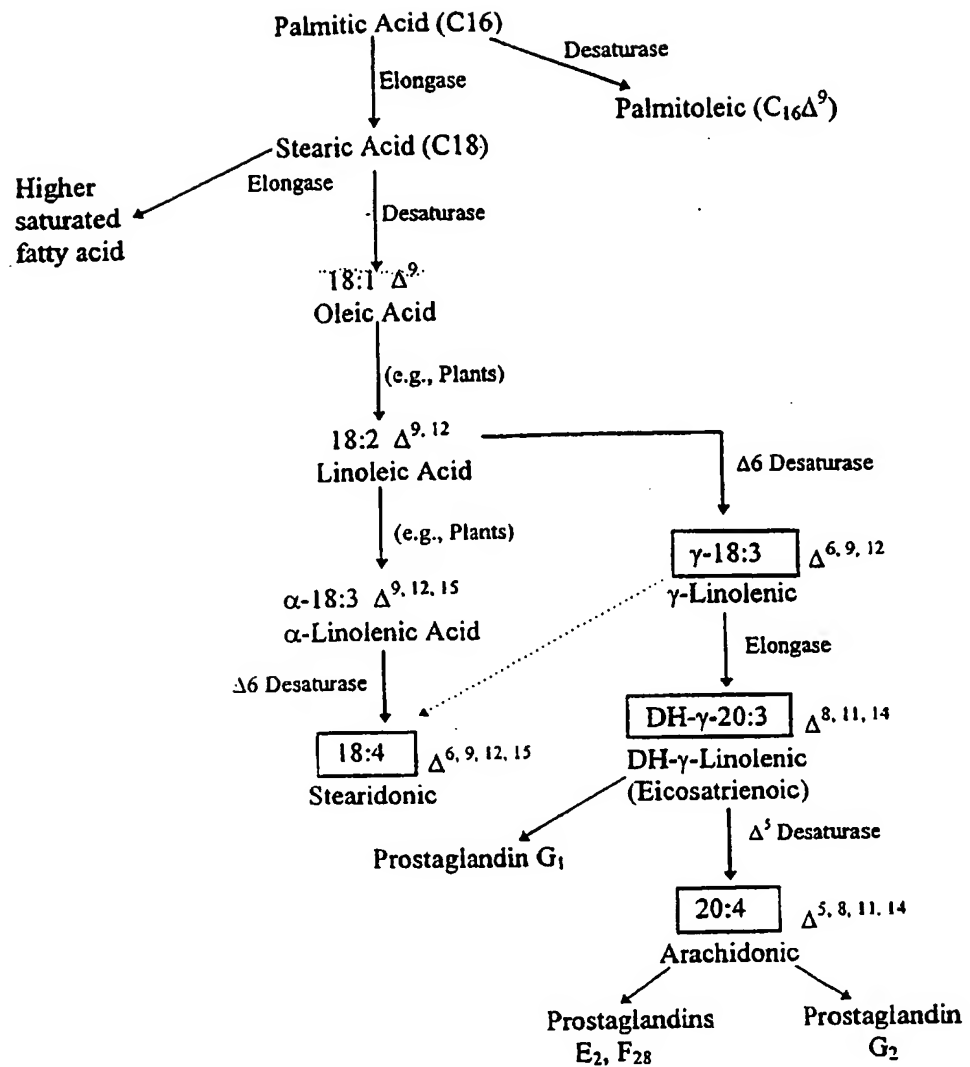 Palmitic Acid (C16)
Desaturase
Elongase
Palmitoleic (C₁₆Δ⁹)
Stearic Acid (C18)
Elongase
Higher
saturated
fatty acid
Desaturase
18:1 Δ⁹
Oleic Acid
(e.g., Plants)
18:2 Δ⁹, ¹²
Linoleic Acid
Δ6 Desaturase
(e.g., Plants)
γ-18:3 Δ⁶, ⁹, ¹²
γ-Linolenic
α-18:3 Δ⁹, ¹², ¹⁵
α-Linolenic Acid
Elongase
Δ6 Desaturase
DH-γ-20:3 Δ⁸, ¹¹, ¹⁴
DH-γ-Linolenic
(Eicosatrienoic)
18:4 Δ⁶, ⁹, ¹², ¹⁵
Stearidonic
Δ⁵ Desaturase
Prostaglandin G₁
20:4 Δ⁵, ⁸, ¹¹, ¹⁴
Arachidonic
Prostaglandins
E₂, F₂₈
Prostaglandin
G₂